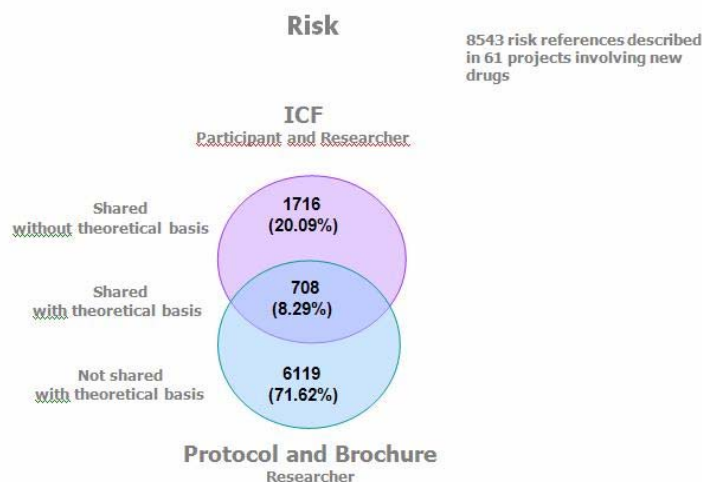 Risk
8543 risk references described
in 61 projects involving new
drugs
ICF
Participant and Researcher
Shared
without theoretical basis
1716
(20.09%)
Shared
with theoretical basis
708
(8.29%)
Not shared
with theoretical basis
6119
(71.62%)
Protocol and Brochure
Researcher